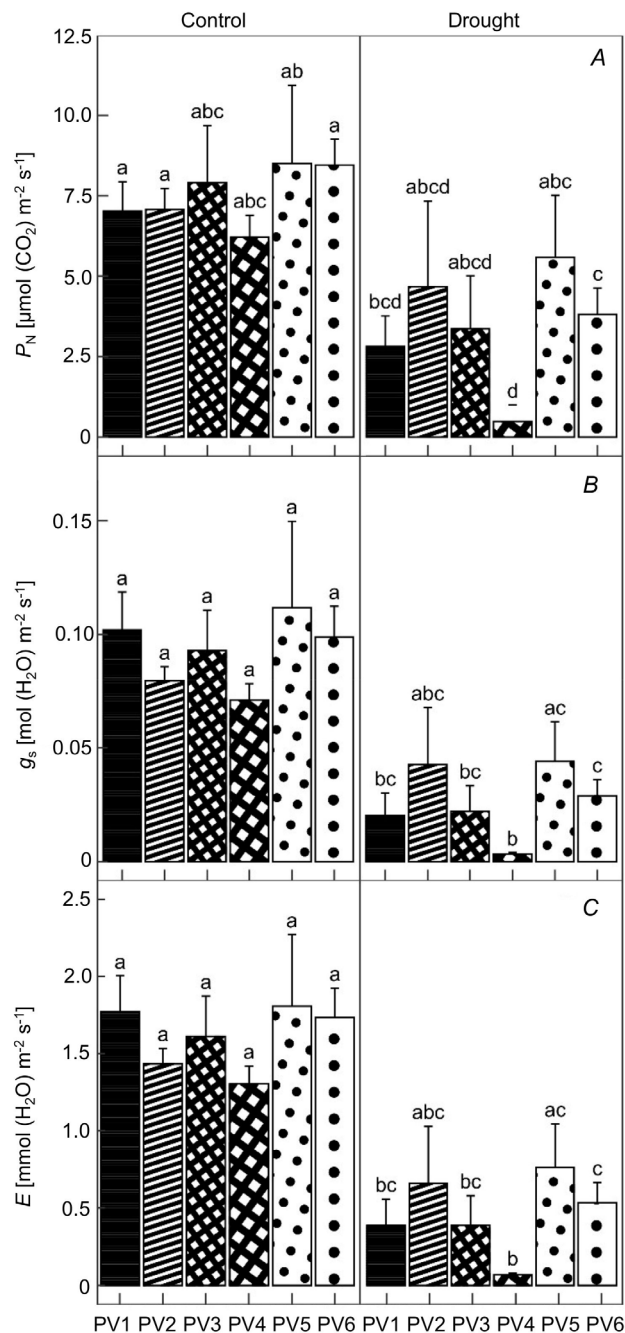 Control Drought
A
12.5
10.0
7.5
5.0
2.5
0
P_N [µmol (CO₂) m⁻² s⁻¹]
a a abc abc ab a
bcd abcd abcd d abc c
B
0.15
0.10
0.05
0
g_s [mol (H₂O) m⁻² s⁻¹]
a a a a a a
bc abc bc b ac c
C
2.5
2.0
1.5
1.0
0.5
0
E [mmol (H₂O) m⁻² s⁻¹]
a a a a a a
bc abc bc b ac c
PV1 PV2 PV3 PV4 PV5 PV6 PV1 PV2 PV3 PV4 PV5 PV6